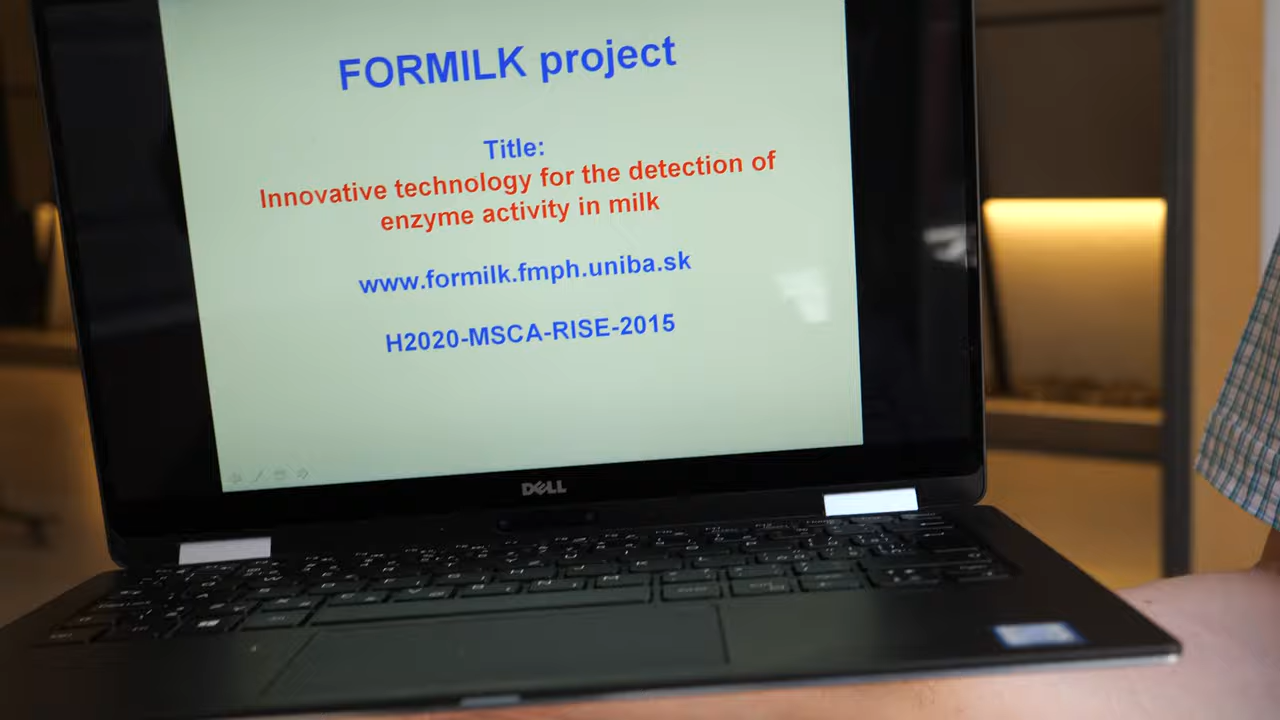 FORMILK project
Title:
Innovative technology for the detection of
enzyme activity in milk
www.formilk.fmph.uniba.sk
H2020-MSCA-RISE-2015
DELL